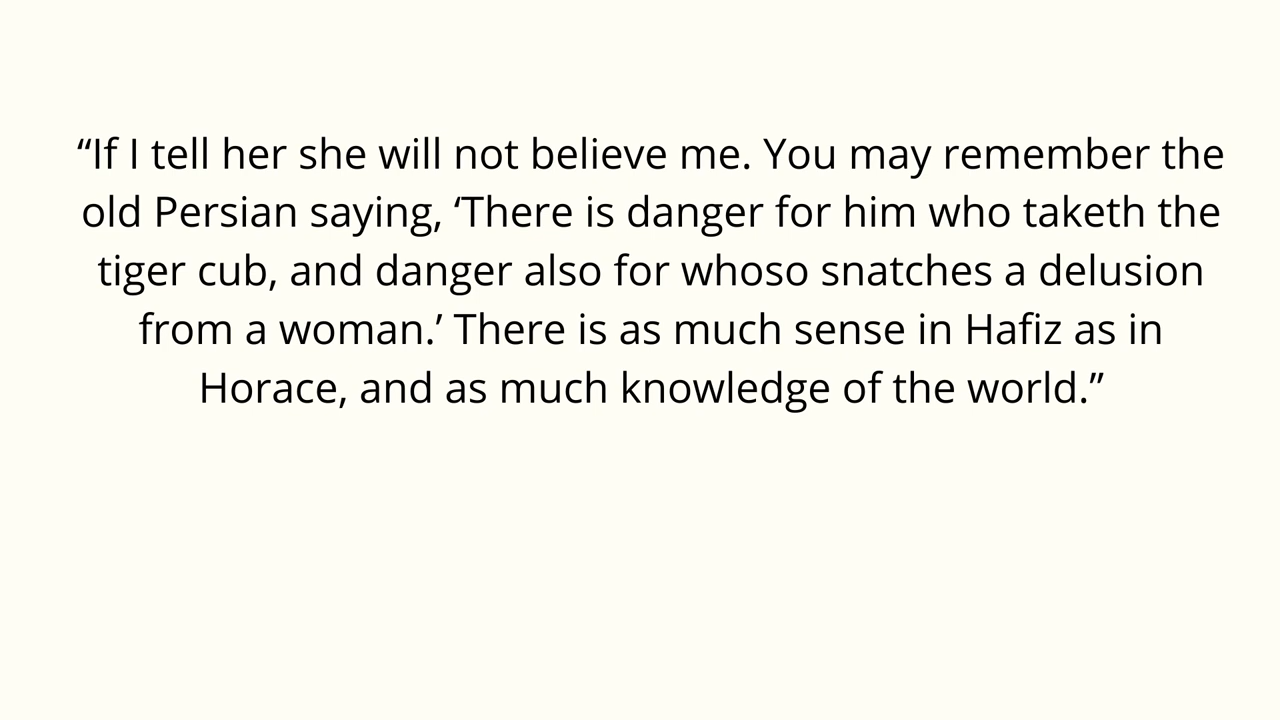 “If I tell her she will not believe me. You may remember the
old Persian saying, ‘There is danger for him who taketh the
tiger cub, and danger also for whoso snatches a delusion
from a woman.’ There is as much sense in Hafiz as in
Horace, and as much knowledge of the world.”